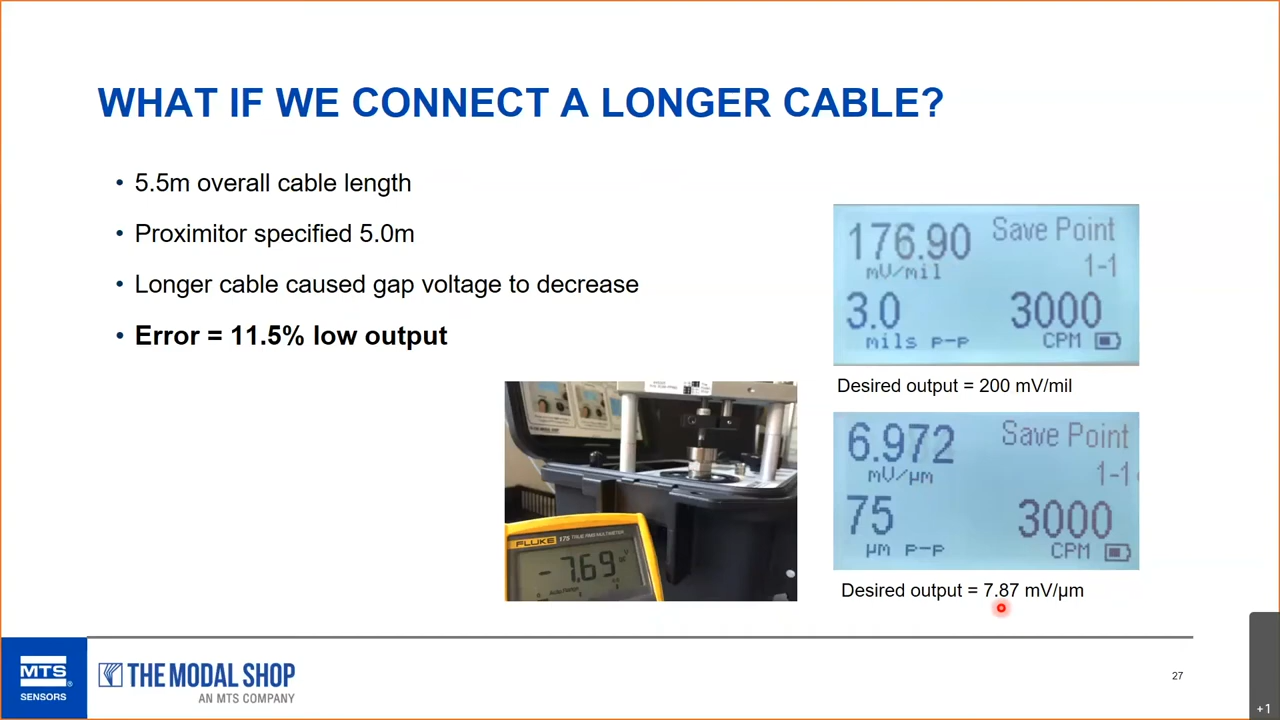 WHAT IF WE CONNECT A LONGER CABLE?
• 5.5m overall cable length
• Proximitor specified 5.0m
• Longer cable caused gap voltage to decrease
• Error = 11.5% low output
176.90
Save Point
mV/mil
1-1
3.0
3000
mils p-p
CPM
Desired output = 200 mV/mil
6.972
Save Point
mV/µm
1-1
75
3000
µm p-p
CPM
Desired output = 7.87 mV/µm
FLUKE 175 TRUE RMS MULTIMETER
-7.69
MTS
SENSORS
THE MODAL SHOP
AN MTS COMPANY
27
+1